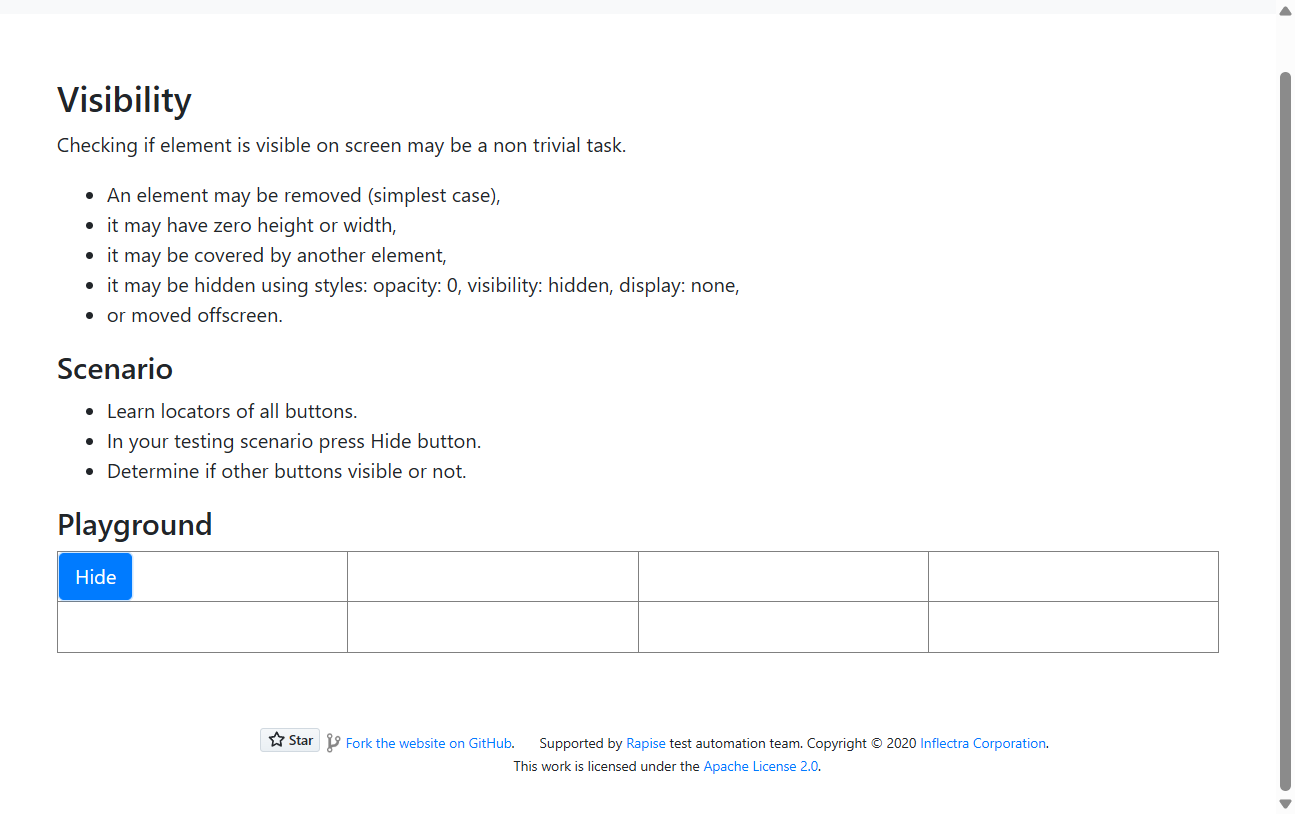 Visibility
Checking if element is visible on screen may be a non trivial task.
An element may be removed (simplest case),
it may have zero height or width,
it may be covered by another element,
it may be hidden using styles: opacity: 0, visibility: hidden, display: none,
or moved offscreen.
Scenario
Learn locators of all buttons.
In your testing scenario press Hide button.
Determine if other buttons visible or not.
Playground
Hide
Star Fork the website on GitHub. Supported by Rapise test automation team. Copyright © 2020 Inflectra Corporation.
This work is licensed under the Apache License 2.0.